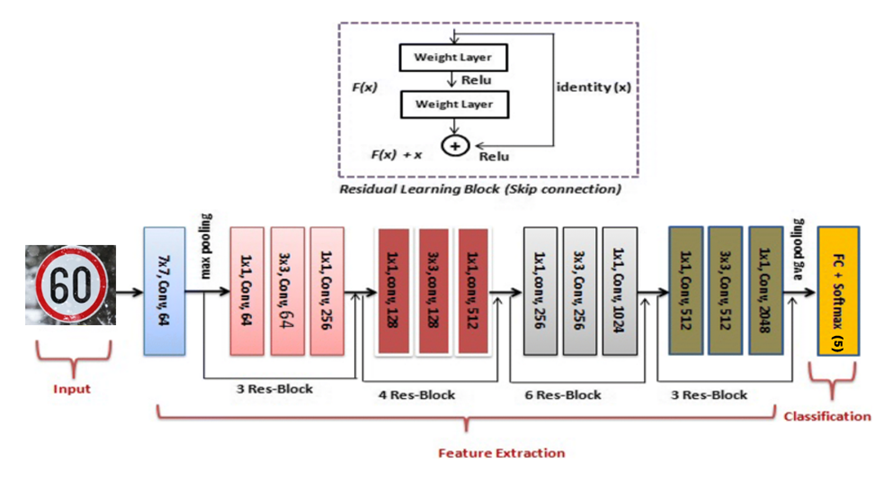 Weight Layer
Relu
F(x)
identity (x)
Weight Layer
F(x) + x
Relu
Residual Learning Block (Skip connection)
60
7x7, Conv, 64
max pooling
1x1, Conv, 64
3x3, Conv, 64
1x1, Conv, 256
1x1, conv, 128
3x3, conv, 128
1x1, conv, 512
1x1, conv, 256
3x3, Conv, 256
1x1, Conv, 1024
1x1, Conv, 512
3x3, Conv, 512
1x1, Conv, 2048
avg pooling
FC + Softmax (5)
Input
3 Res-Block
4 Res-Block
6 Res-Block
3 Res-Block
Classification
Feature Extraction